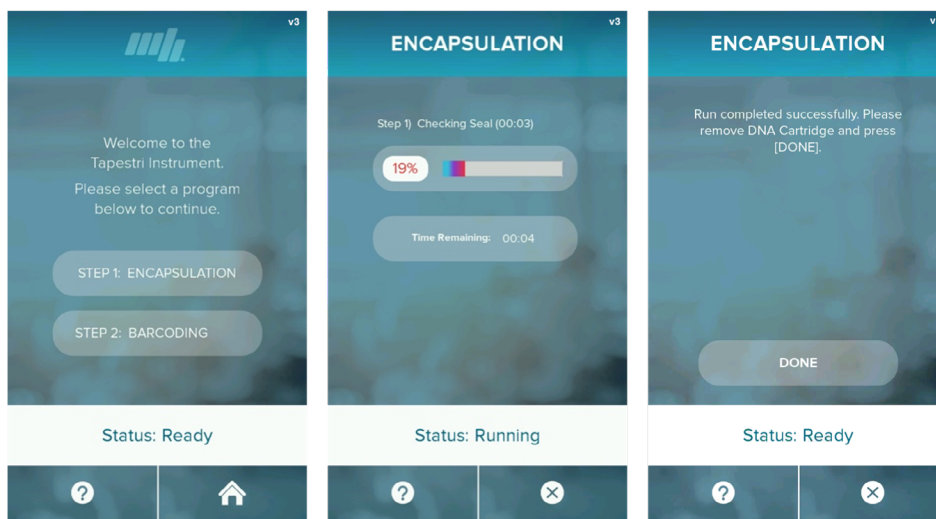 v3
Welcome to the
Tapestri Instrument.
Please select a program
below to continue.
STEP 1: ENCAPSULATION
STEP 2: BARCODING
Status: Ready
?
v3
ENCAPSULATION
Step 1) Checking Seal (00:03)
19%
Time Remaining: 00:04
Status: Running
?
v
ENCAPSULATION
Run completed successfully. Please
remove DNA Cartridge and press
[DONE].
DONE
Status: Ready
?